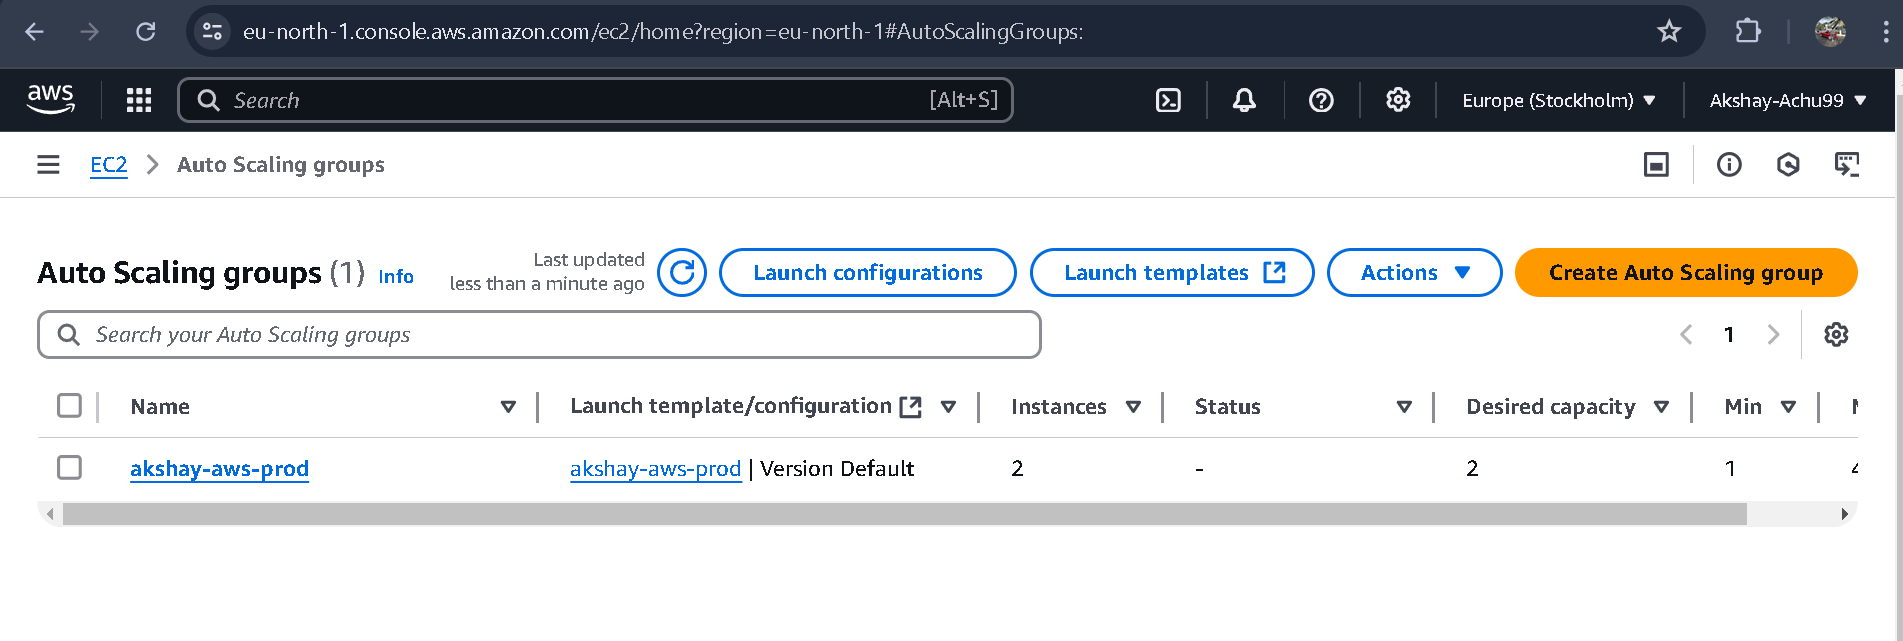 eu-north-1.console.aws.amazon.com/ec2/home?region=eu-north-1#AutoScalingGroups:
aws Search [Alt+S] Europe (Stockholm) Akshay-Achu99
EC2 Auto Scaling groups
Auto Scaling groups (1) Info Last updated less than a minute ago Launch configurations Launch templates Actions Create Auto Scaling group
Search your Auto Scaling groups 1
Name Launch template/configuration Instances Status Desired capacity Min
akshay-aws-prod akshay-aws-prod | Version Default 2 - 2 1